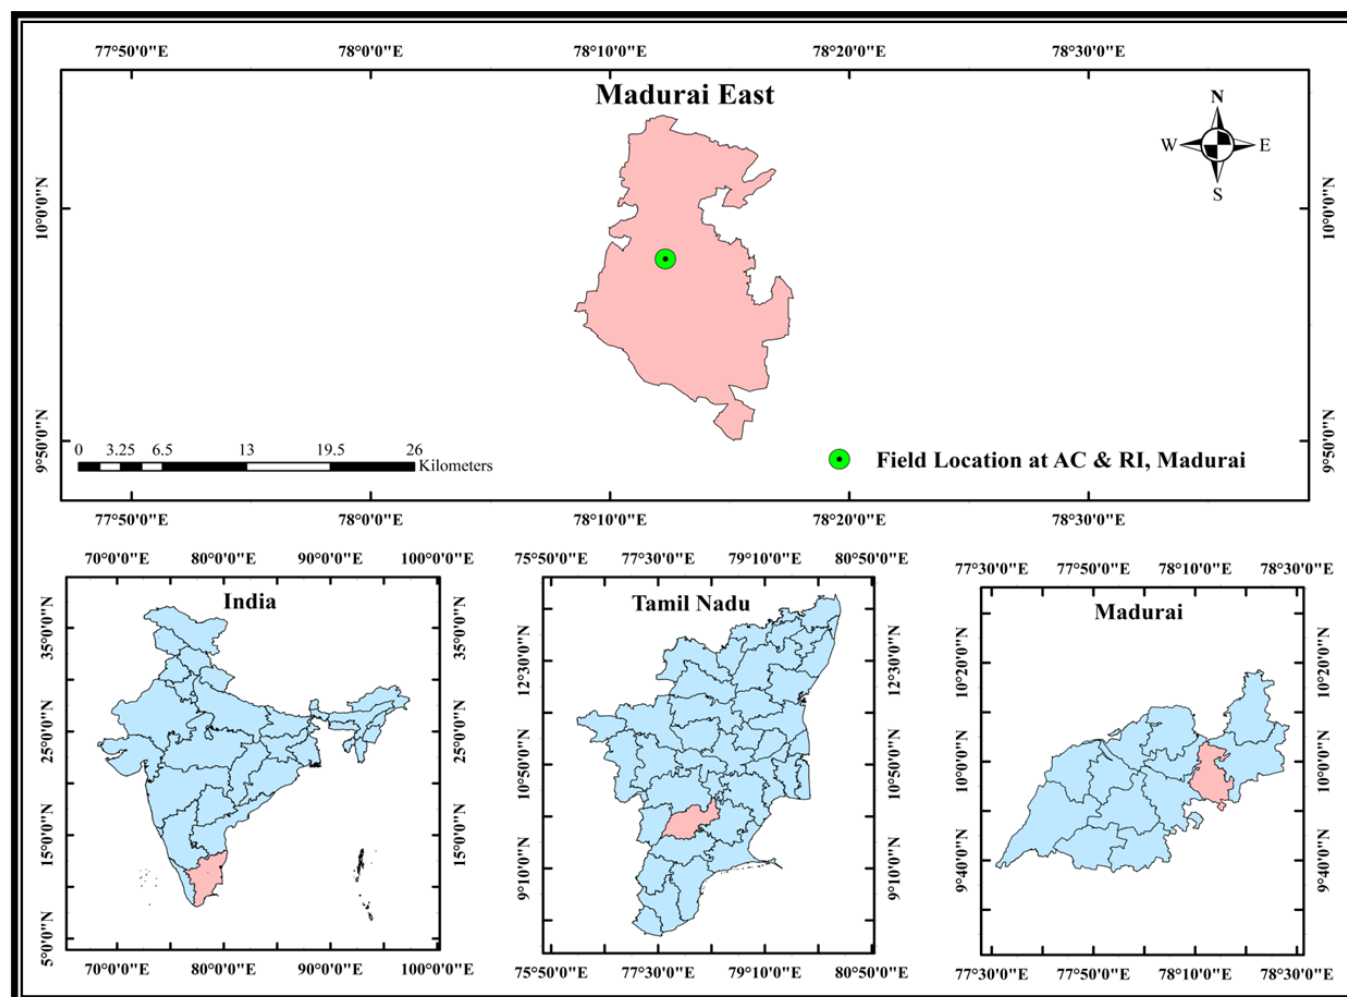 77°50'0"E 78°0'0"E 78°10'0"E 78°20'0"E 78°30'0"E
Madurai East
N
W E
S
10°0'0"N 10°0'0"N
9°50'0"N 9°50'0"N
0 3.25 6.5 13 19.5 26
Kilometers
Field Location at AC & RI, Madurai
77°50'0"E 78°0'0"E 78°10'0"E 78°20'0"E 78°30'0"E
70°0'0"E 80°0'0"E 90°0'0"E 100°0'0"E
India
35°0'0"N 35°0'0"N
25°0'0"N 25°0'0"N
15°0'0"N 15°0'0"N
5°0'0"N
70°0'0"E 80°0'0"E 90°0'0"E 100°0'0"E
75°50'0"E 77°30'0"E 79°10'0"E 80°50'0"E
Tamil Nadu
12°30'0"N 12°30'0"N
10°50'0"N 10°50'0"N
9°10'0"N 9°10'0"N
75°50'0"E 77°30'0"E 79°10'0"E 80°50'0"E
77°30'0"E 77°50'0"E 78°10'0"E 78°30'0"E
Madurai
10°20'0"N 10°20'0"N
10°0'0"N 10°0'0"N
9°40'0"N 9°40'0"N
77°30'0"E 77°50'0"E 78°10'0"E 78°30'0"E